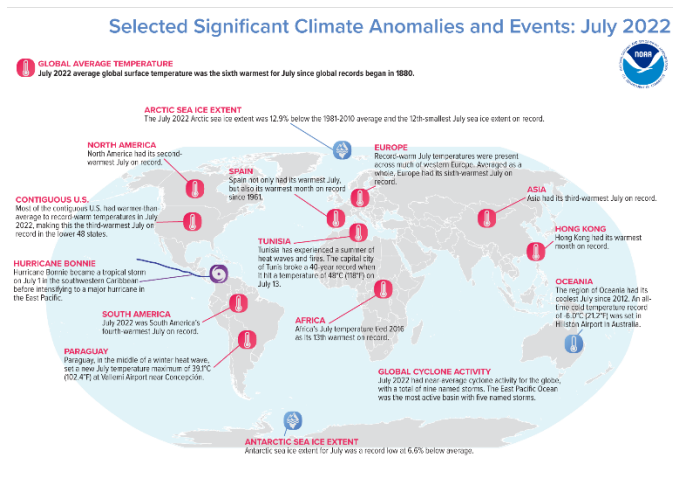 Selected Significant Climate Anomalies and Events: July 2022
NOAA
GLOBAL AVERAGE TEMPERATURE
July 2022 average global surface temperature was the sixth warmest for July since global records began in 1880.
ARCTIC SEA ICE EXTENT
The July 2022 Arctic sea ice extent was 12.9% below the 1981-2010 average and the 12th-smallest July sea ice extent on record.
NORTH AMERICA
North America had its second-
warmest July on record.
SPAIN
Spain not only had its warmest July,
but also its warmest month on record
since 1961.
EUROPE
Record-warm July temperatures were present
across much of western Europe. Averaged as a
whole, Europe had its sixth-warmest July on
record.
ASIA
Asia had its third-warmest July on record.
CONTIGUOUS U.S.
Most of the contiguous U.S. had warmer-than-
average to record-warm temperatures in July
2022, making this the third-warmest July on
record in the lower 48 states.
HONG KONG
Hong Kong had its warmest
month on record.
TUNISIA
Tunisia has experienced a summer of
heat waves and fires. The capital city
of Tunis broke a 40-year record when
it hit a temperature of 48°C (118°F) on
July 13.
HURRICANE BONNIE
Hurricane Bonnie became a tropical storm
on July 1 in the southwestern Caribbean
before intensifying to a major hurricane in
the East Pacific.
OCEANIA
The region of Oceania had its
coolest July since 2012. An all-
time cold temperature record
of -6.0°C (21.2°F) was set in
Hillston Airport in Australia.
SOUTH AMERICA
July 2022 was South America's
fourth-warmest July on record.
AFRICA
Africa's July temperature tied 2016
as its 13th warmest on record.
PARAGUAY
Paraguay, in the middle of a winter heat wave,
set a new July temperature maximum of 39.1°C
(102.4°F) at Vallemi Airport near Concepción.
GLOBAL CYCLONE ACTIVITY
July 2022 had near-average cyclone activity for the globe,
with a total of nine named storms. The East Pacific Ocean
was the most active basin with five named storms.
ANTARCTIC SEA ICE EXTENT
Antarctic sea ice extent for July was a record low at 6.6% below average.